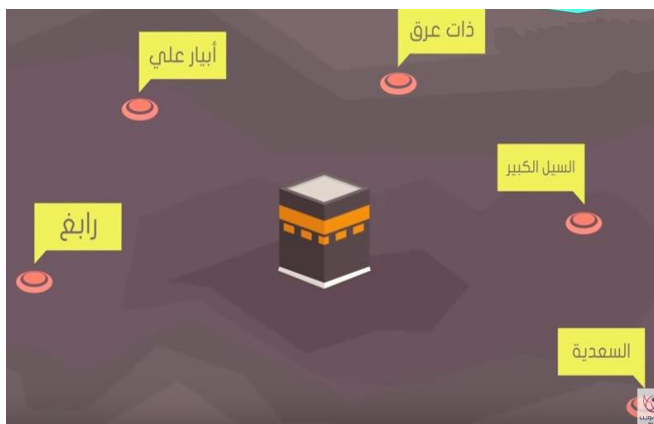 ذات عرق
أبيار علي
السيل الكبير
رابغ
السعدية